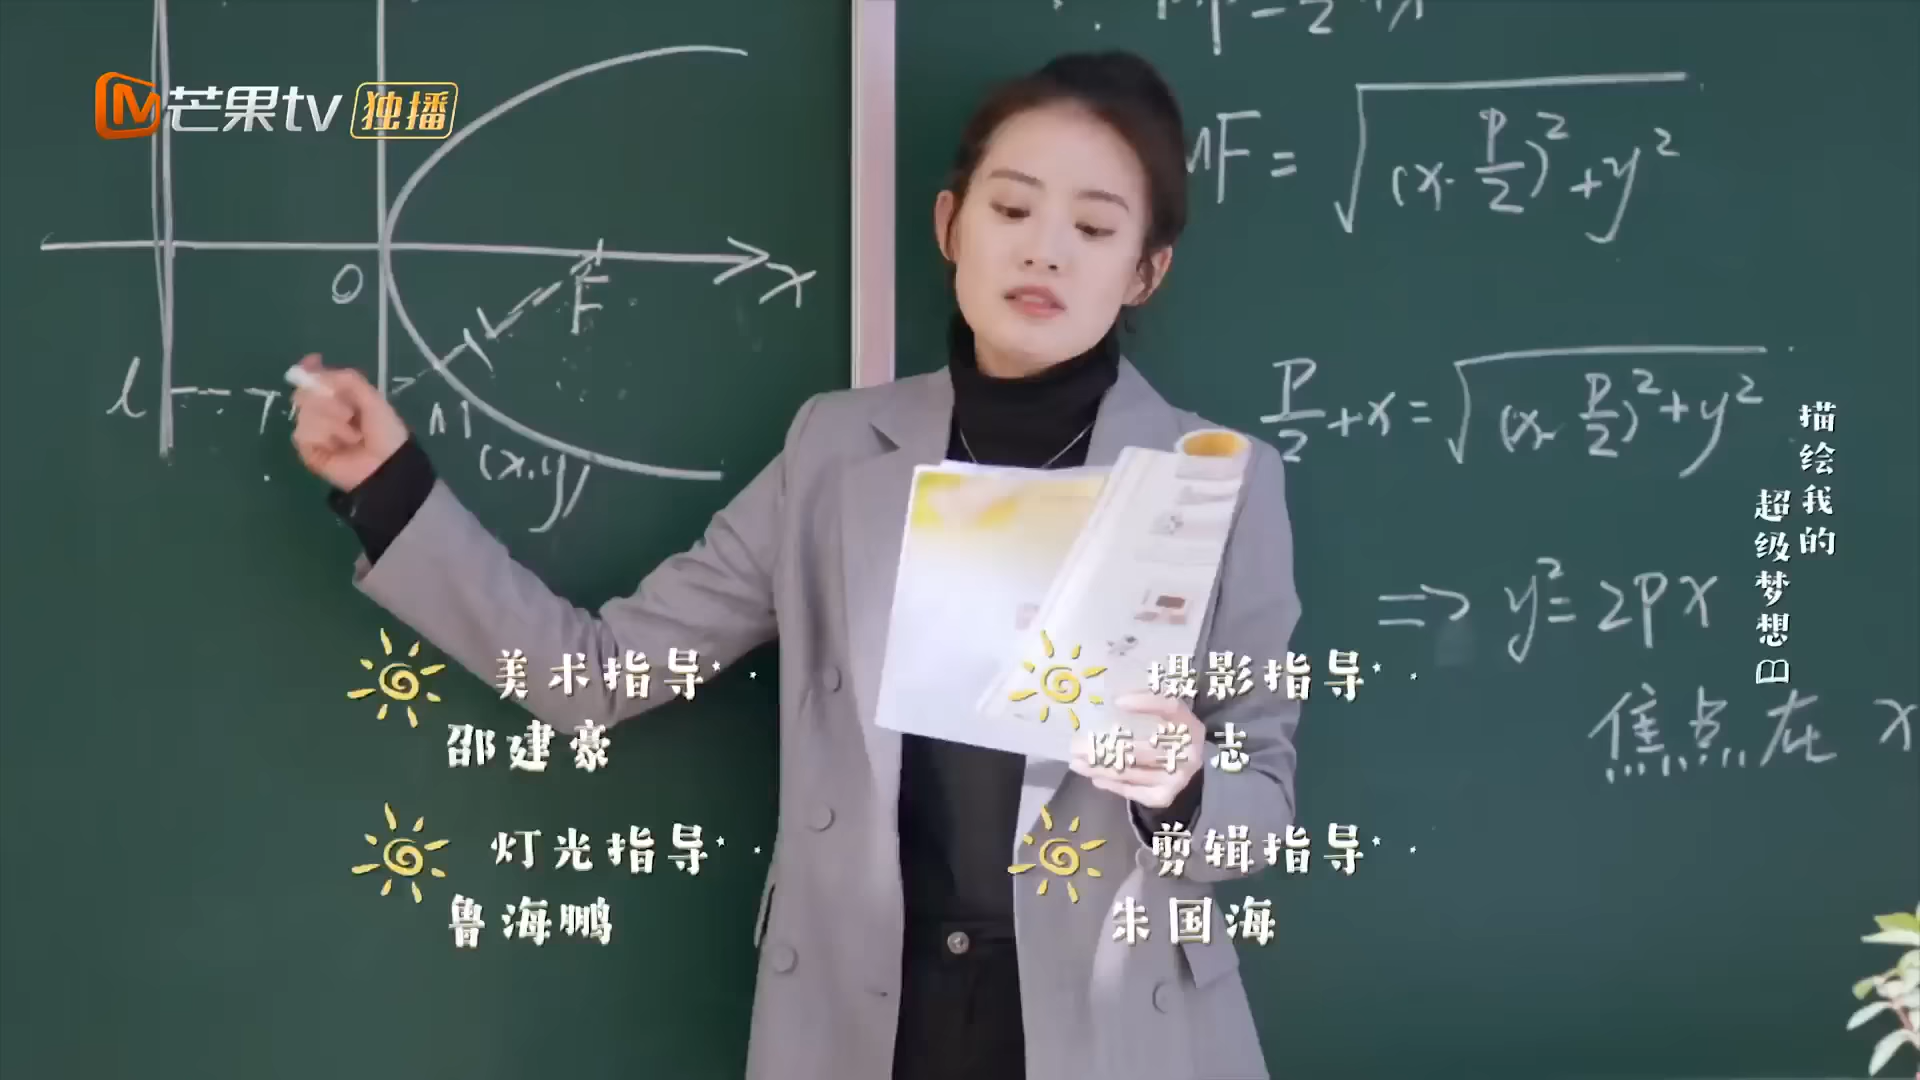 芒果tv 独播
x
O
F
l
M
(x,y)
MF = √((x-P/2)²+y²)
P/2+x=√((x-P/2)²+y²)
⇒ y²=2px
焦点在 x
描绘我的
超级梦想
美术指导
邵建豪
摄影指导
陈学志
灯光指导
鲁海鹏
剪辑指导
朱国海